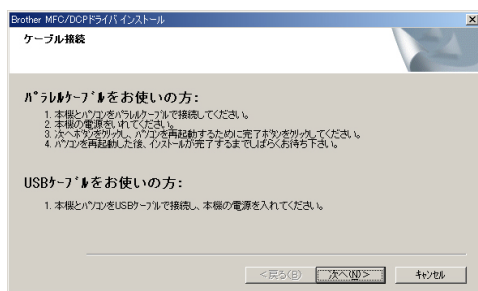 Brother MFC/DCPドライバ インストール
ケーブル接続
ﾊﾟﾗﾚﾙｹｰﾌﾞﾙをお使いの方:
1. 本機とﾊﾟｿｺﾝをﾊﾟﾗﾚﾙｹｰﾌﾞﾙで接続してください。
2. 本機の電源をいれてください。
3. 次へﾎﾞﾀﾝをｸﾘｯｸし、ﾊﾟｿｺﾝを再起動するために完了ﾎﾞﾀﾝをｸﾘｯｸしてください。
4. ﾊﾟｿｺﾝを再起動した後、ｲﾝｽﾄｰﾙが完了するまでしばらくお待ち下さい。
USBｹｰﾌﾞﾙをお使いの方:
1. 本機とﾊﾟｿｺﾝをUSBｹｰﾌﾞﾙで接続し、本機の電源を入れてください。
<戻る(B) 次へ(N)> ｷｬﾝｾﾙ